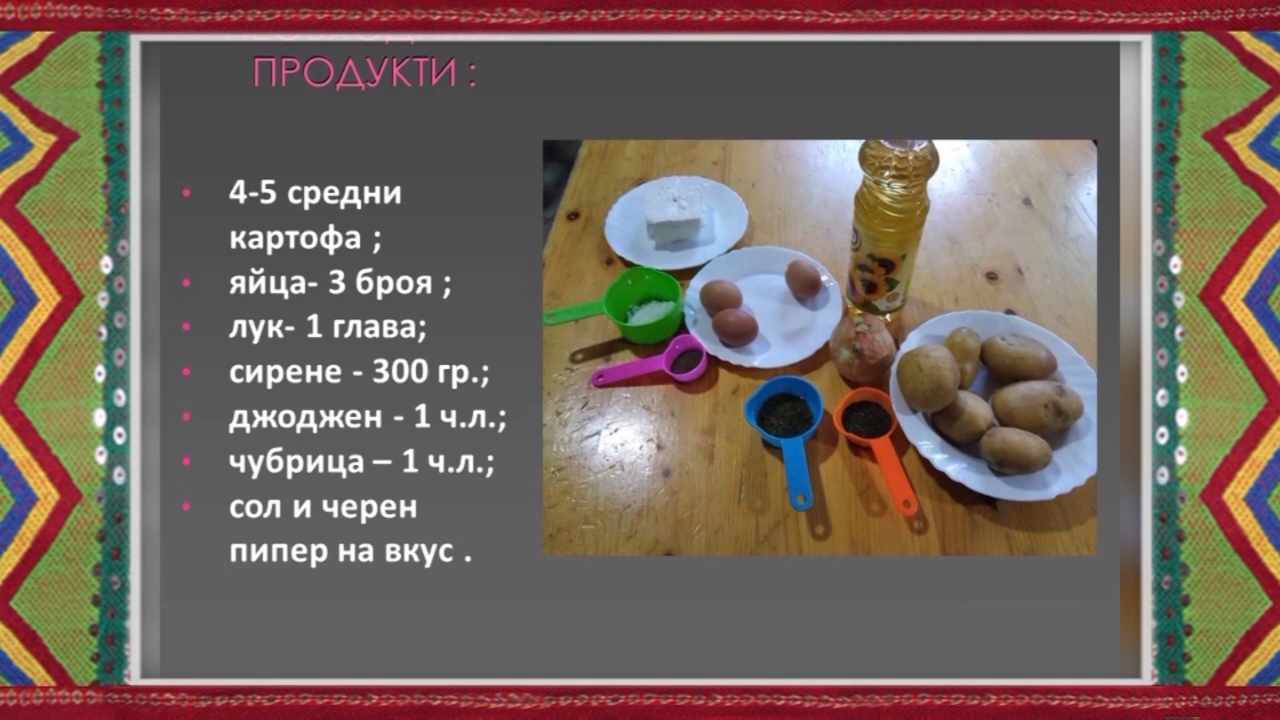 ПРОДУКТИ :
4-5 средни
картофа ;
яйца- 3 броя ;
лук- 1 глава;
сирене - 300 гр.;
джоджен - 1 ч.л.;
чубрица – 1 ч.л.;
сол и черен
пипер на вкус .